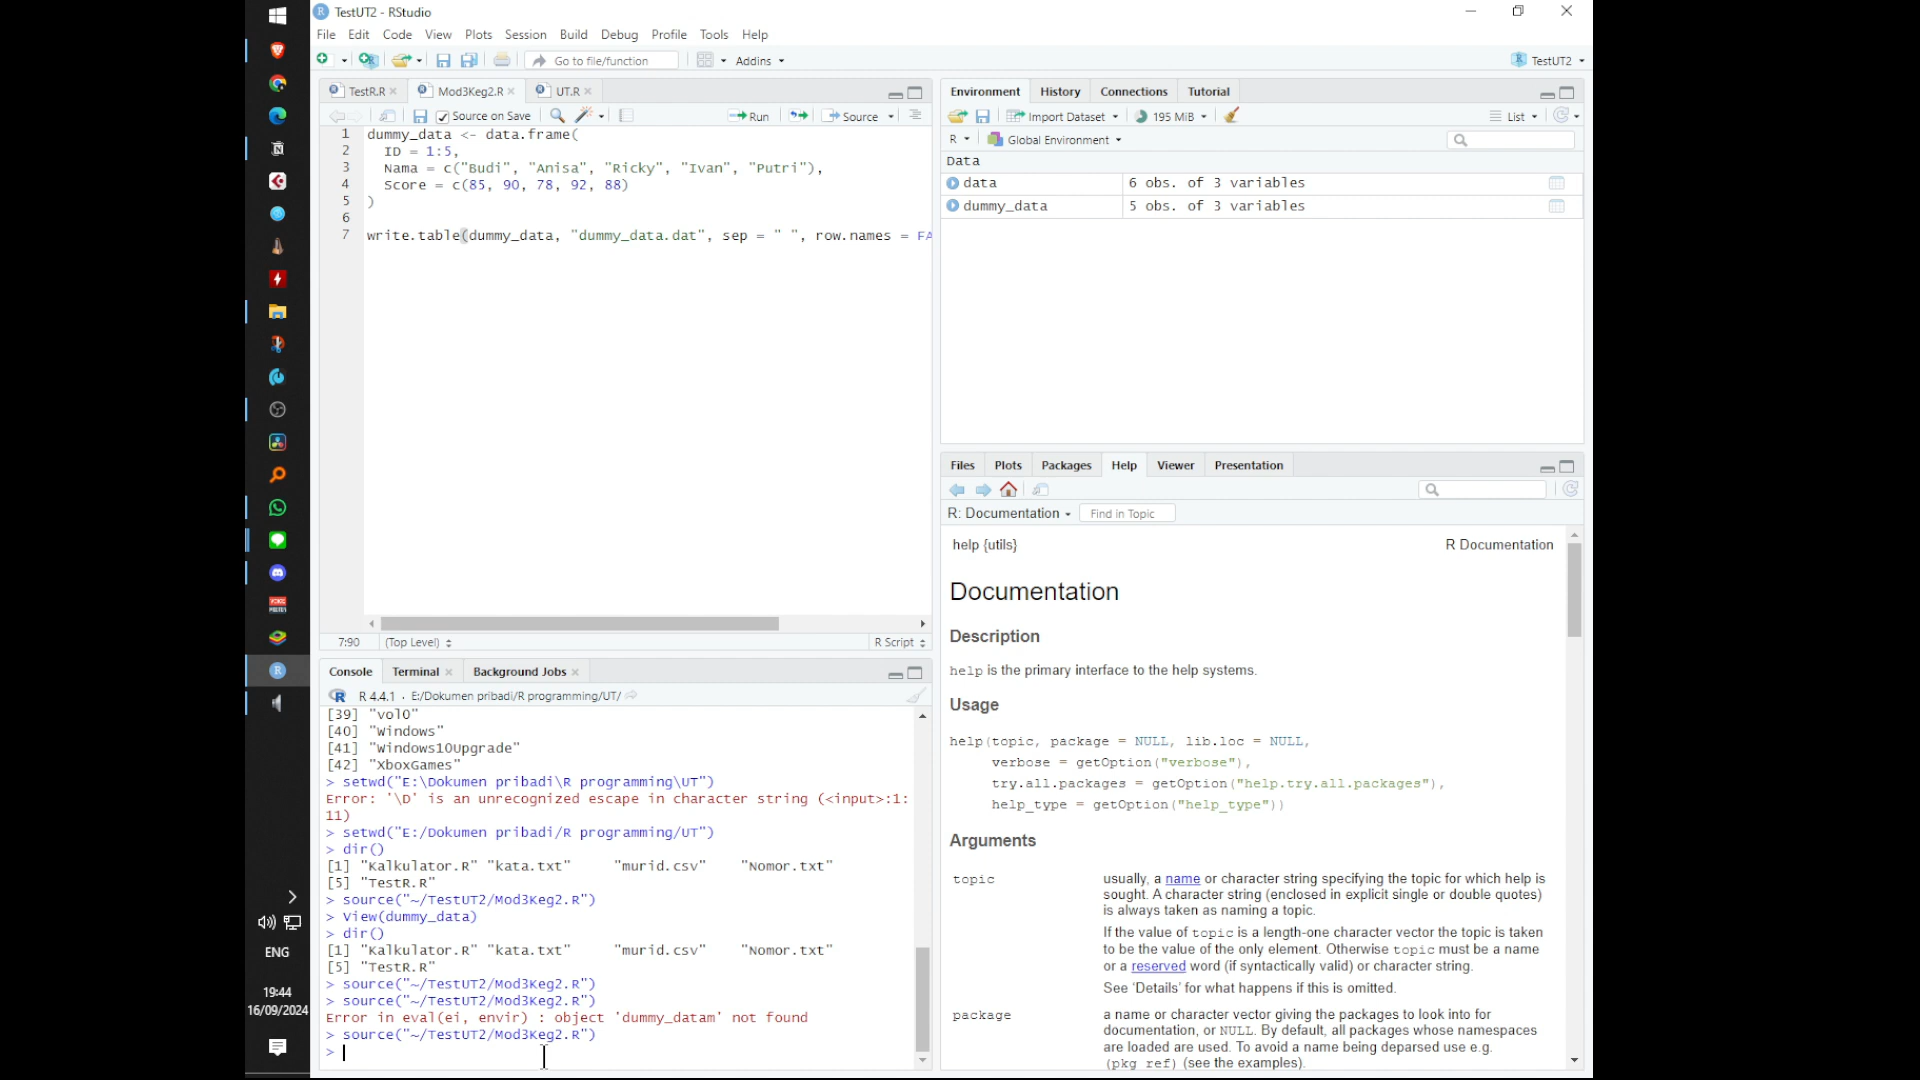 TestUT2 - RStudio
File Edit Code View Plots Session Build Debug Profile Tools Help
Go to file/function Addins TestUT2
TestR.R Mod3Keg2.R UT.R
Source on Save Run Source
1 dummy_data <- data.frame(
2 ID = 1:5,
3 Nama = c("Budi", "Anisa", "Ricky", "Ivan", "Putri"),
4 Score = c(85, 90, 78, 92, 88)
5 )
6
7 write.table(dummy_data, "dummy_data.dat", sep = " ", row.names = FA
7:90 (Top Level) R Script
Console Terminal Background Jobs
R 4.4.1 · E:/Dokumen pribadi/R programming/UT/
[39] "vol0"
[40] "Windows"
[41] "Windows10Upgrade"
[42] "XboxGames"
> setwd("E:\Dokumen pribadi\R programming\UT")
Error: '\D' is an unrecognized escape in character string (<input>:1:
11)
> setwd("E:/Dokumen pribadi/R programming/UT")
> dir()
[1] "Kalkulator.R" "kata.txt" "murid.csv" "Nomor.txt"
[5] "TestR.R"
> source("~/TestUT2/Mod3Keg2.R")
> View(dummy_data)
> dir()
[1] "Kalkulator.R" "kata.txt" "murid.csv" "Nomor.txt"
[5] "TestR.R"
> source("~/TestUT2/Mod3Keg2.R")
> source("~/TestUT2/Mod3Keg2.R")
Error in eval(ei, envir) : object 'dummy_datam' not found
> source("~/TestUT2/Mod3Keg2.R")
>
Environment History Connections Tutorial
Import Dataset 195 MiB List
R Global Environment
Data
data 6 obs. of 3 variables
dummy_data 5 obs. of 3 variables
Files Plots Packages Help Viewer Presentation
R: Documentation Find in Topic
help {utils} R Documentation
Documentation
Description
help is the primary interface to the help systems.
Usage
help(topic, package = NULL, lib.loc = NULL,
verbose = getOption("verbose"),
try.all.packages = getOption("help.try.all.packages"),
help_type = getOption("help_type"))
Arguments
topic usually, a name or character string specifying the topic for which help is
sought. A character string (enclosed in explicit single or double quotes)
is always taken as naming a topic.
If the value of topic is a length-one character vector the topic is taken
to be the value of the only element. Otherwise topic must be a name
or a reserved word (if syntactically valid) or character string.
See 'Details' for what happens if this is omitted.
package a name or character vector giving the packages to look into for
documentation, or NULL. By default, all packages whose namespaces
are loaded are used. To avoid a name being deparsed use e.g.
(pkg_ref) (see the examples).
ENG
19:44
16/09/2024